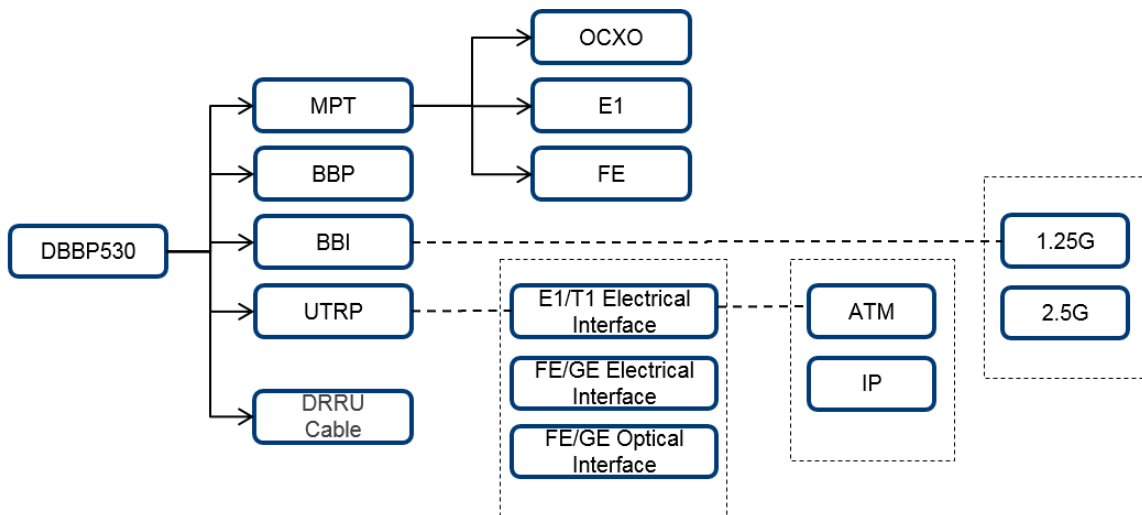 OCXO
MPT
E1
BBP
FE
DBBP530
BBI
1.25G
UTRP
E1/T1 Electrical
Interface
ATM
2.5G
FE/GE Electrical
Interface
IP
DRRU
Cable
FE/GE Optical
Interface